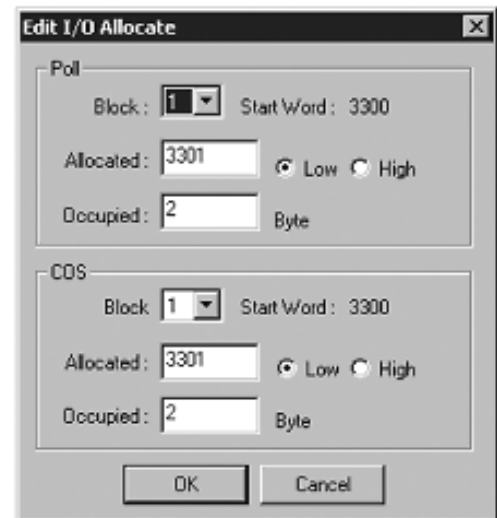 Edit I/O Allocate
Poll
Block : 1 Start Word : 3300
Allocated : 3301 Low High
Occupied : 2 Byte
COS
Block 1 Start Word : 3300
Allocated : 3301 Low High
Occupied : 2 Byte
OK Cancel